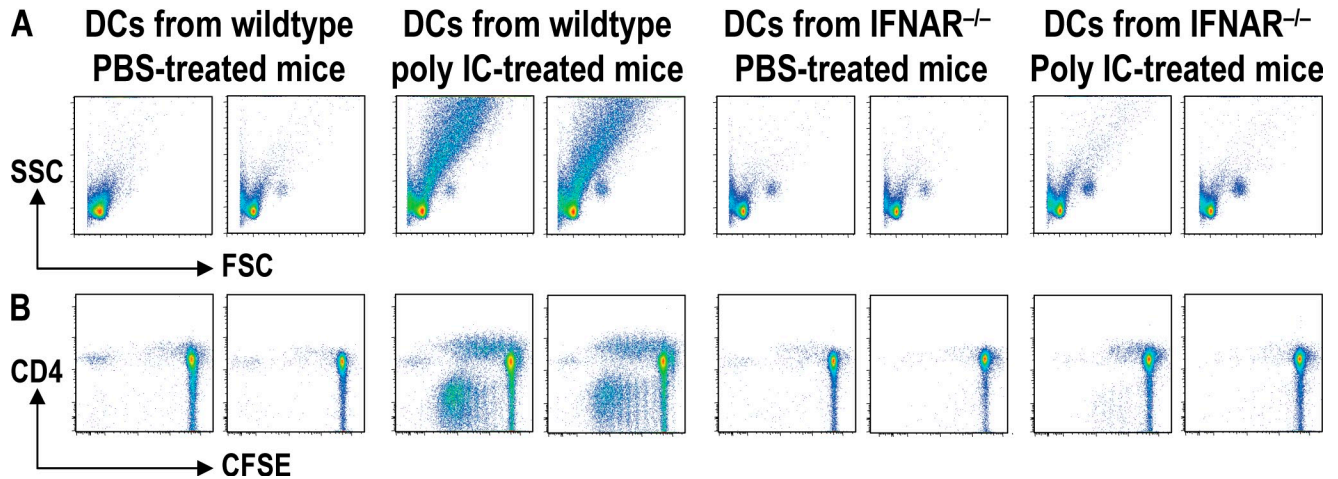 A
DCs from wildtype
PBS-treated mice
DCs from wildtype
poly IC-treated mice
DCs from IFNAR–/–
PBS-treated mice
DCs from IFNAR–/–
Poly IC-treated mice
SSC
FSC
B
CD4
CFSE